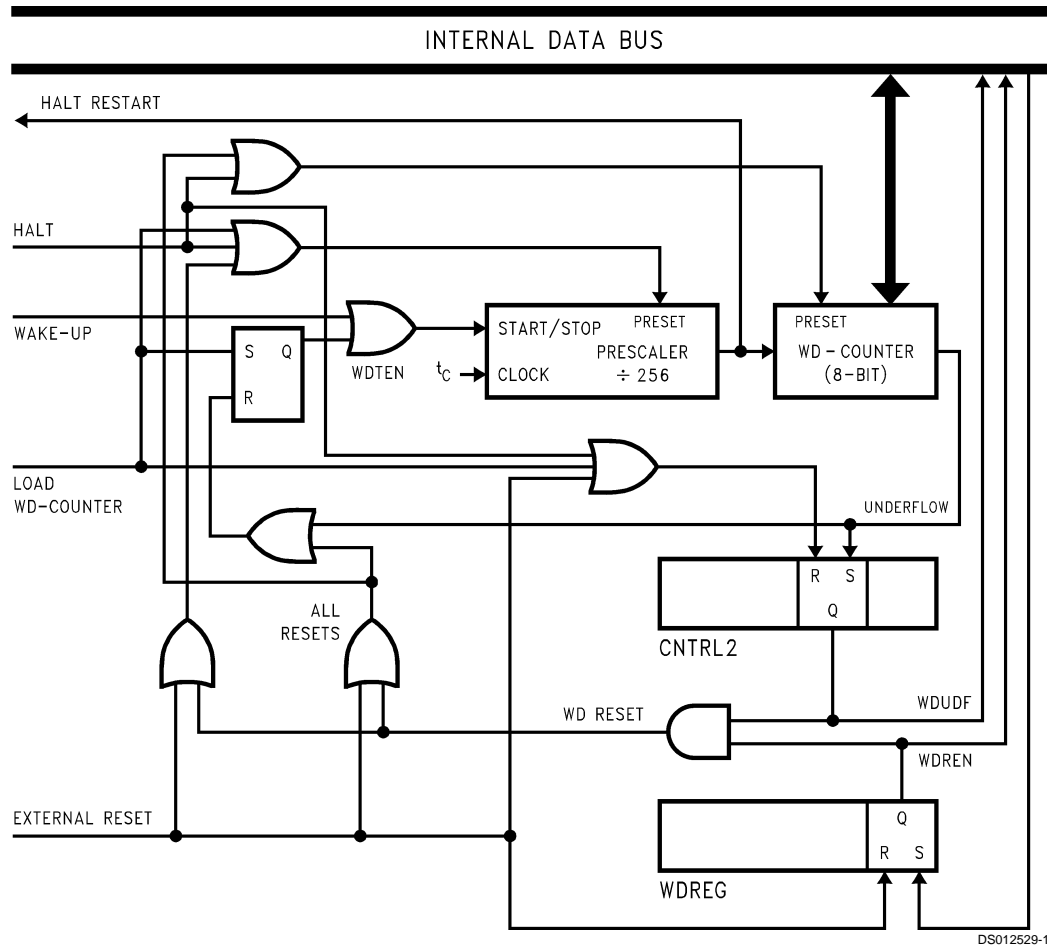 INTERNAL DATA BUS
HALT RESTART
HALT
WAKE-UP
S Q
R
WDTEN
START/STOP
PRESET
PRESCALER
÷ 256
tC
CLOCK
PRESET
WD-COUNTER
(8-BIT)
LOAD
WD-COUNTER
UNDERFLOW
R S
Q
CNTRL2
ALL
RESETS
WD RESET
WDUDF
WDREN
EXTERNAL RESET
Q
R S
WDREG
DS012529-1